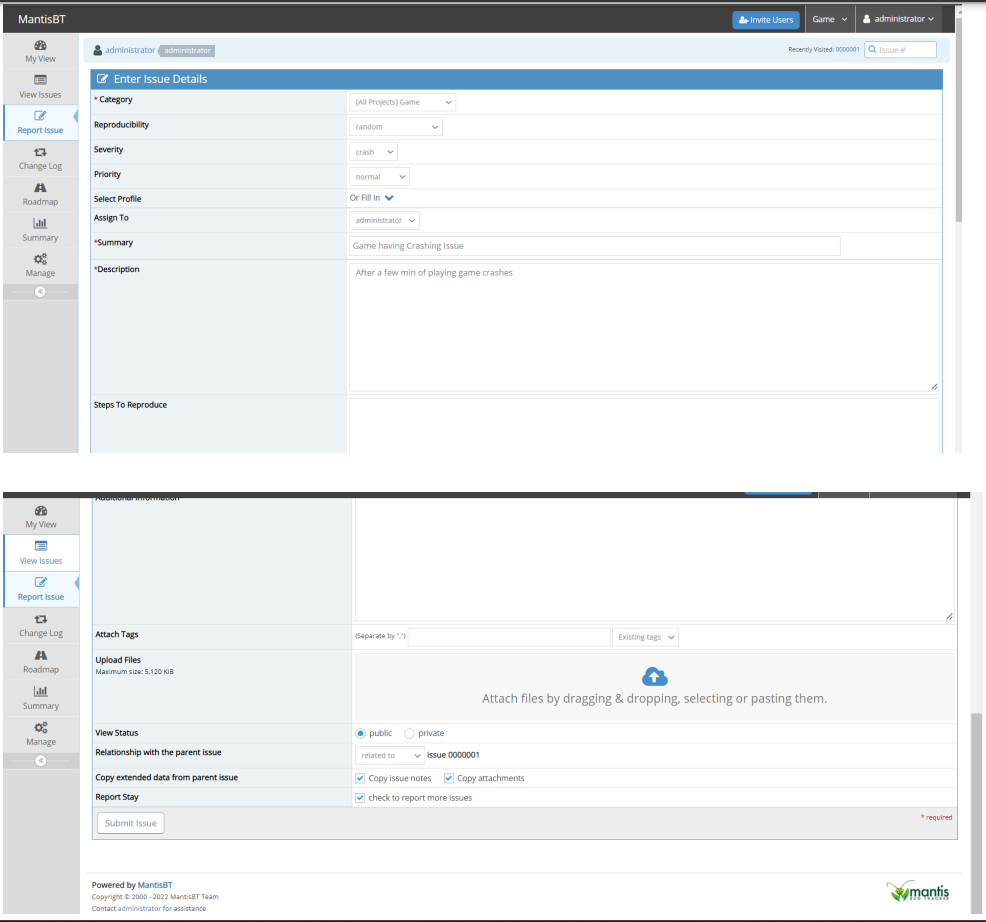 MantisBT
Invite Users
Game
administrator
My View
View Issues
Report Issue
Change Log
Roadmap
Summary
Manage
administrator administrator
Recently Visited: 0000001
Issue #
Enter Issue Details
* Category
[All Projects] Game
Reproducibility
random
Severity
crash
Priority
normal
Select Profile
Or Fill In
Assign To
administrator
*Summary
Game having Crashing Issue
*Description
After a few min of playing game crashes
Steps To Reproduce
My View
View Issues
Report Issue
Change Log
Roadmap
Summary
Manage
Additional Information
Attach Tags
(Separate by ",")
Existing tags
Upload Files
Maximum size: 5,120 KiB
Attach files by dragging & dropping, selecting or pasting them.
View Status
public private
Relationship with the parent issue
related to issue 0000001
Copy extended data from parent issue
Copy issue notes Copy attachments
Report Stay
check to report more issues
Submit Issue
* required
Powered by MantisBT
Copyright © 2000 - 2022 MantisBT Team
Contact administrator for assistance
mantis
BUG TRACKER